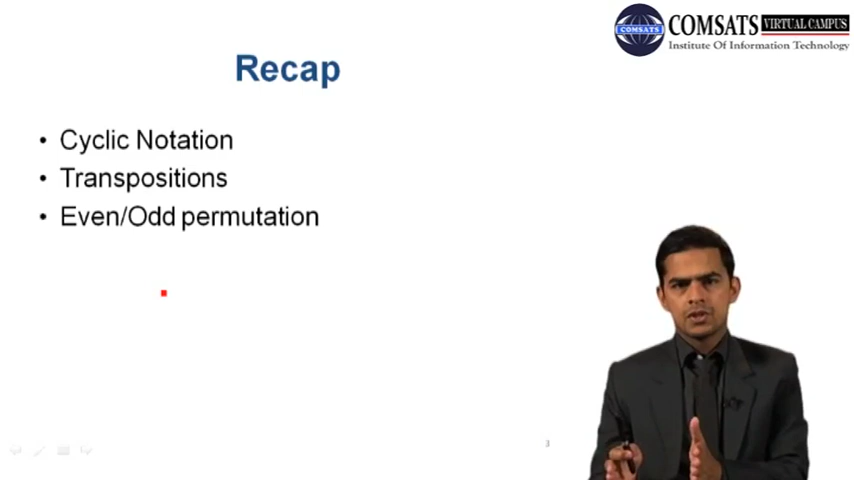 COMSATS
COMSATS VIRTUAL CAMPUS
Institute Of Information Technology
Recap
• Cyclic Notation
• Transpositions
• Even/Odd permutation
3